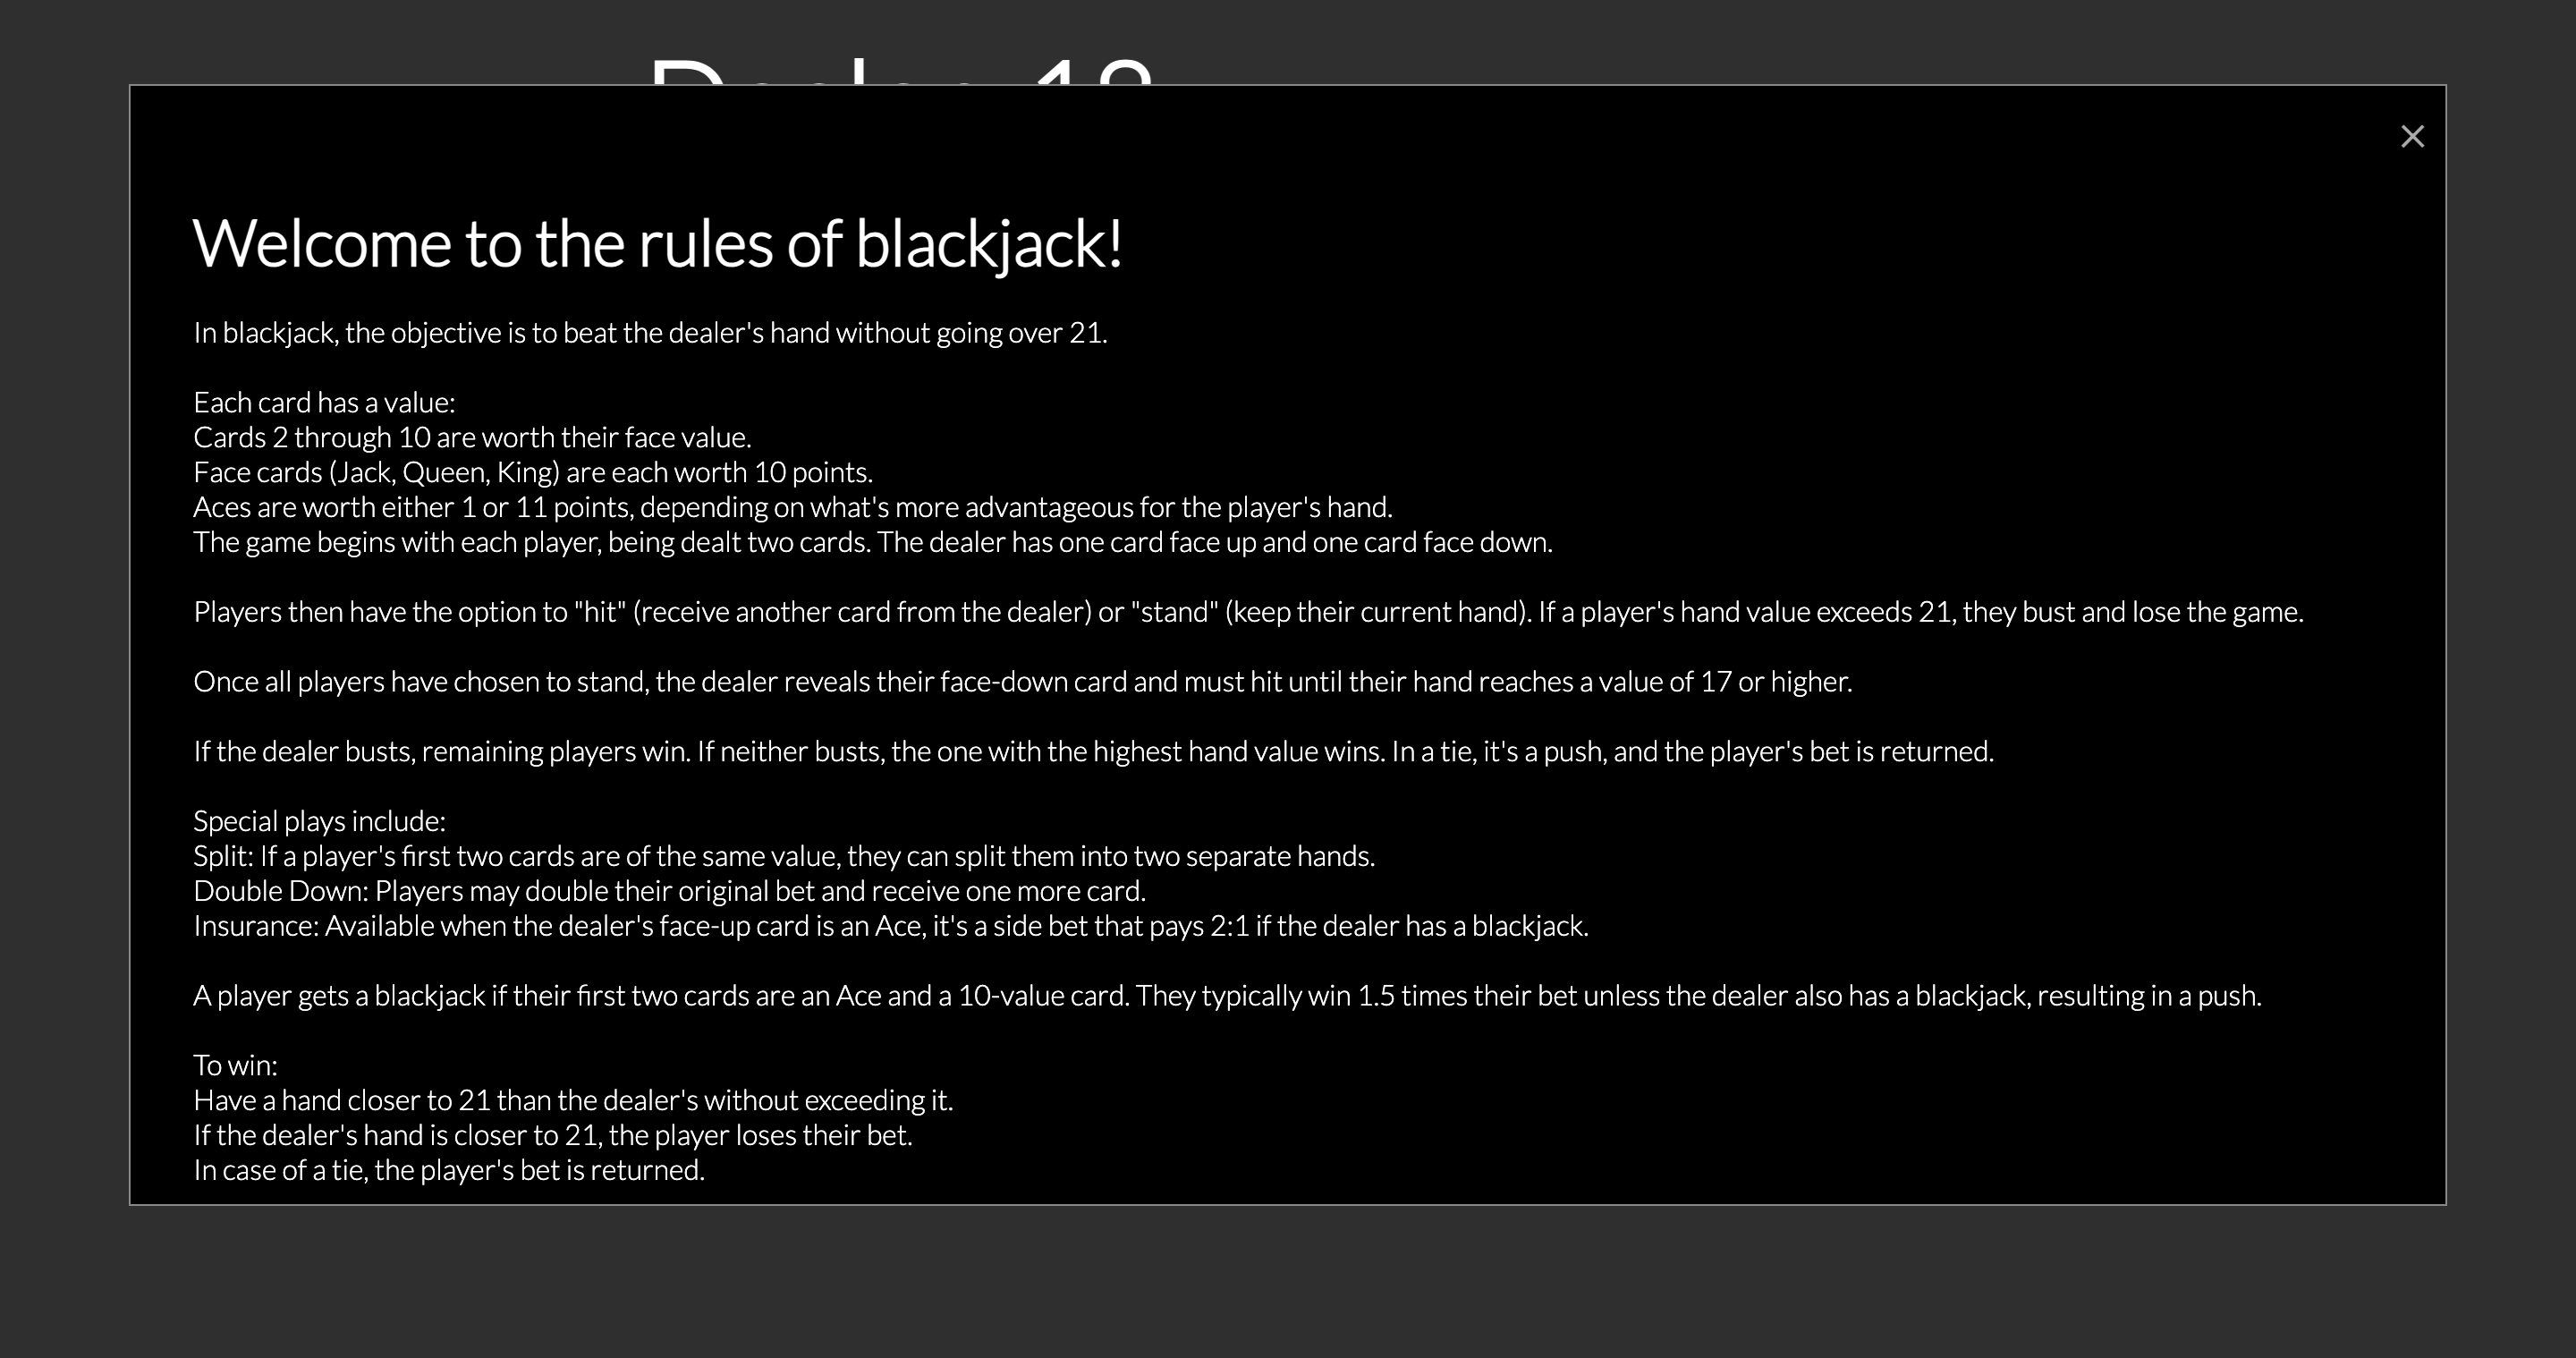 Welcome to the rules of blackjack!
In blackjack, the objective is to beat the dealer's hand without going over 21.
Each card has a value:
Cards 2 through 10 are worth their face value.
Face cards (Jack, Queen, King) are each worth 10 points.
Aces are worth either 1 or 11 points, depending on what's more advantageous for the player's hand.
The game begins with each player, being dealt two cards. The dealer has one card face up and one card face down.
Players then have the option to "hit" (receive another card from the dealer) or "stand" (keep their current hand). If a player's hand value exceeds 21, they bust and lose the game.
Once all players have chosen to stand, the dealer reveals their face-down card and must hit until their hand reaches a value of 17 or higher.
If the dealer busts, remaining players win. If neither busts, the one with the highest hand value wins. In a tie, it's a push, and the player's bet is returned.
Special plays include:
Split: If a player's first two cards are of the same value, they can split them into two separate hands.
Double Down: Players may double their original bet and receive one more card.
Insurance: Available when the dealer's face-up card is an Ace, it's a side bet that pays 2:1 if the dealer has a blackjack.
A player gets a blackjack if their first two cards are an Ace and a 10-value card. They typically win 1.5 times their bet unless the dealer also has a blackjack, resulting in a push.
To win:
Have a hand closer to 21 than the dealer's without exceeding it.
If the dealer's hand is closer to 21, the player loses their bet.
In case of a tie, the player's bet is returned.